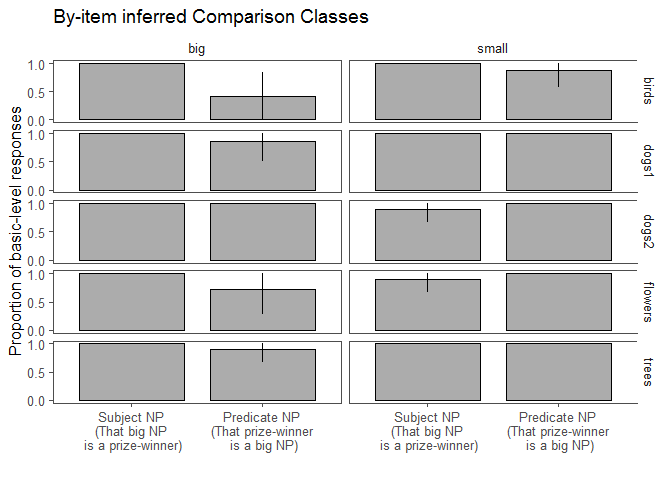 By-item inferred Comparison Classes
big
small
Proportion of basic-level responses
1.0
0.5
0.0
birds
1.0
0.5
0.0
dogs1
1.0
0.5
0.0
dogs2
1.0
0.5
0.0
flowers
1.0
0.5
0.0
trees
Subject NP
(That big NP
is a prize-winner)
Predicate NP
(That prize-winner
is a big NP)
Subject NP
(That big NP
is a prize-winner)
Predicate NP
(That prize-winner
is a big NP)